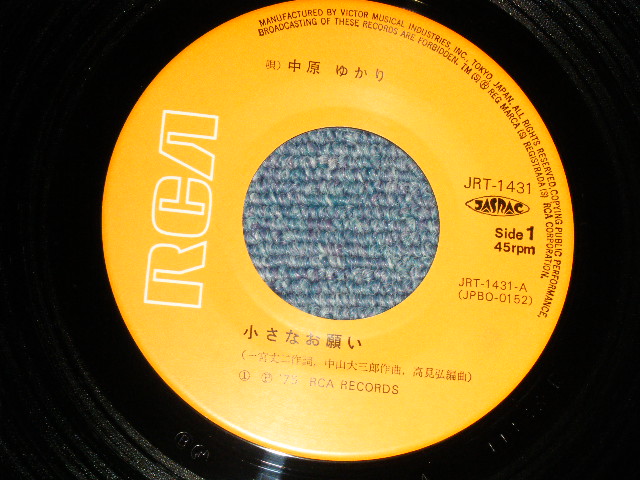 MANUFACTURED BY VICTOR MUSICAL INDUSTRIES, INC., TOKYO, JAPAN. ALL RIGHTS RESERVED, COPYING PUBLIC PERFORMANCE,
BROADCASTING OF THESE RECORDS ARE FORBIDDEN. TM (S) ® REG MARCA (S) REGISTRADA (S) RCA CORPORATION.
唄) 中原 ゆかり
RCA
JRT-1431
JASRAC
Side 1
45rpm
JRT-1431-A
(JPBO-0152)
小さなお願い
(一宮丈二作詞、中山大三郎作曲、高見弘編曲)
① Ⓟ '75 RCA RECORDS